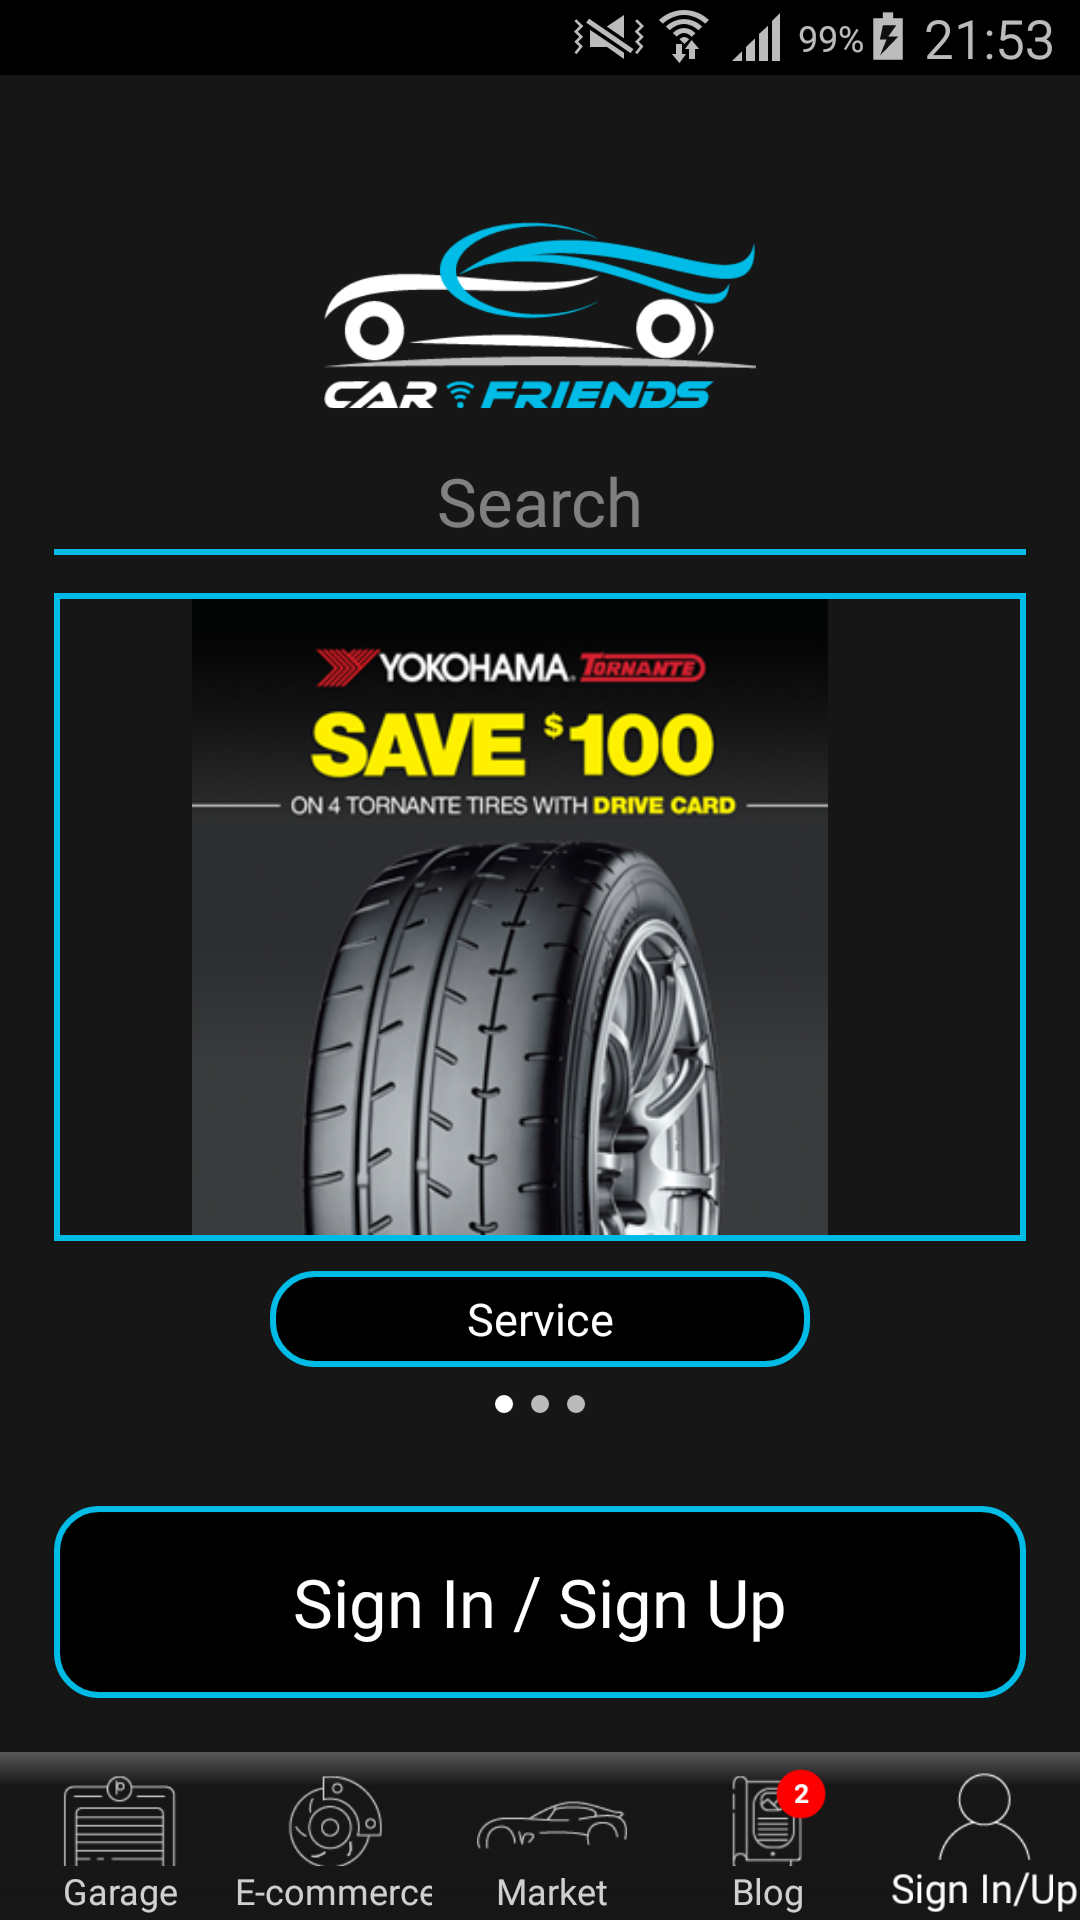 99% 21:53
CAR FRIENDS
Search
YOKOHAMA. TORNANTE
SAVE $100
ON 4 TORNANTE TIRES WITH DRIVE CARD
Service
Sign In / Sign Up
2
Garage E-commerce Market Blog Sign In/Up